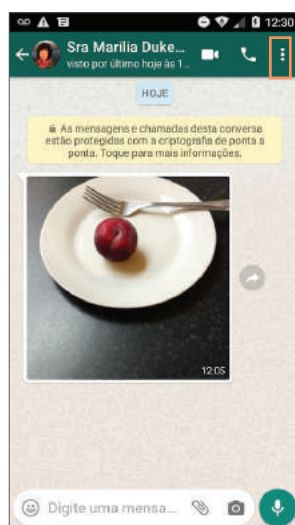 12:30
Sra Marilia Duke...
visto por último hoje às 1...
HOJE
As mensagens e chamadas desta conversa
estão protegidas com a criptografia de ponta a
ponta. Toque para mais informações.
12:05
Digite uma mensa...